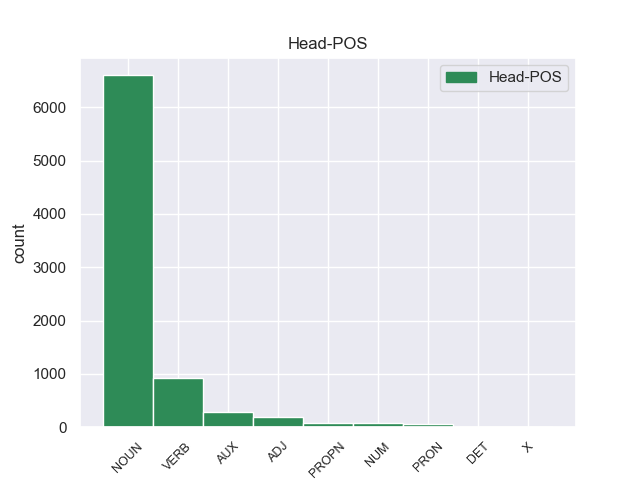 Head-POS
Head-POS
6000
5000
4000
3000
2000
1000
0
count
NOUN
VERB
AUX
ADJ
PROPN
NUM
PRON
DET
X